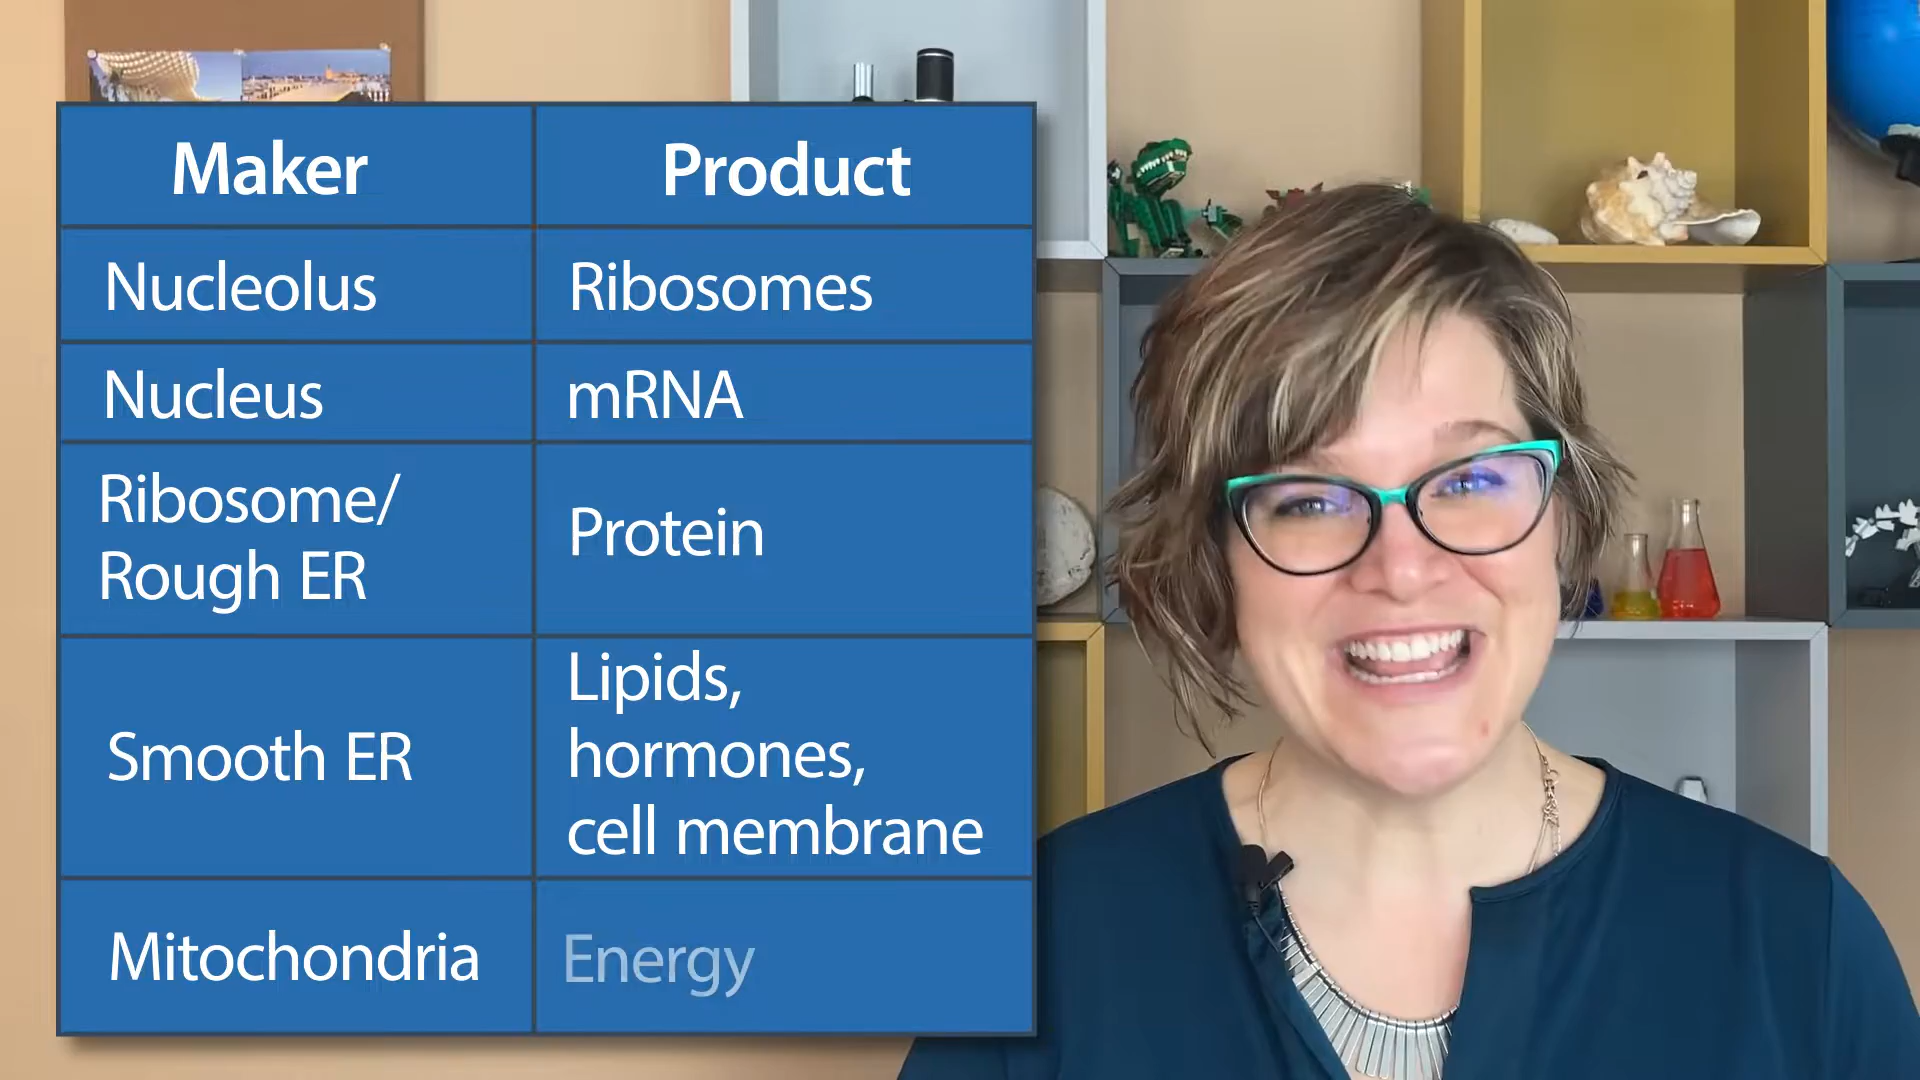 Maker
Product
Nucleolus
Ribosomes
Nucleus
mRNA
Ribosome/
Rough ER
Protein
Smooth ER
Lipids,
hormones,
cell membrane
Mitochondria
Energy